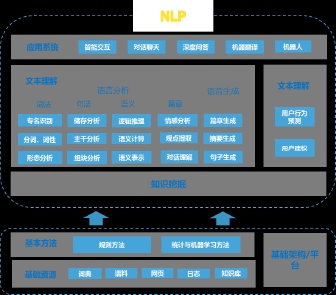 NLP
应用系统 智能交互 对话聊天 深度问答 机器翻译 机器人
文本理解 语言分析 语言生成 文本理解
词法 句法 语义 篇章
专名识别 储存分析 逻辑推理 情感分析 篇章生成
用户行为预测
分词、词性 主干分析 语义计算 观点提取 摘要生成
形态分析 组块分析 语义表示 对话理解 句子生成
用户建模
知识挖掘
基本方法 规则方法 统计与机器学习方法
基础架构/平台
基础资源 词典 语料 网页 日志 知识库